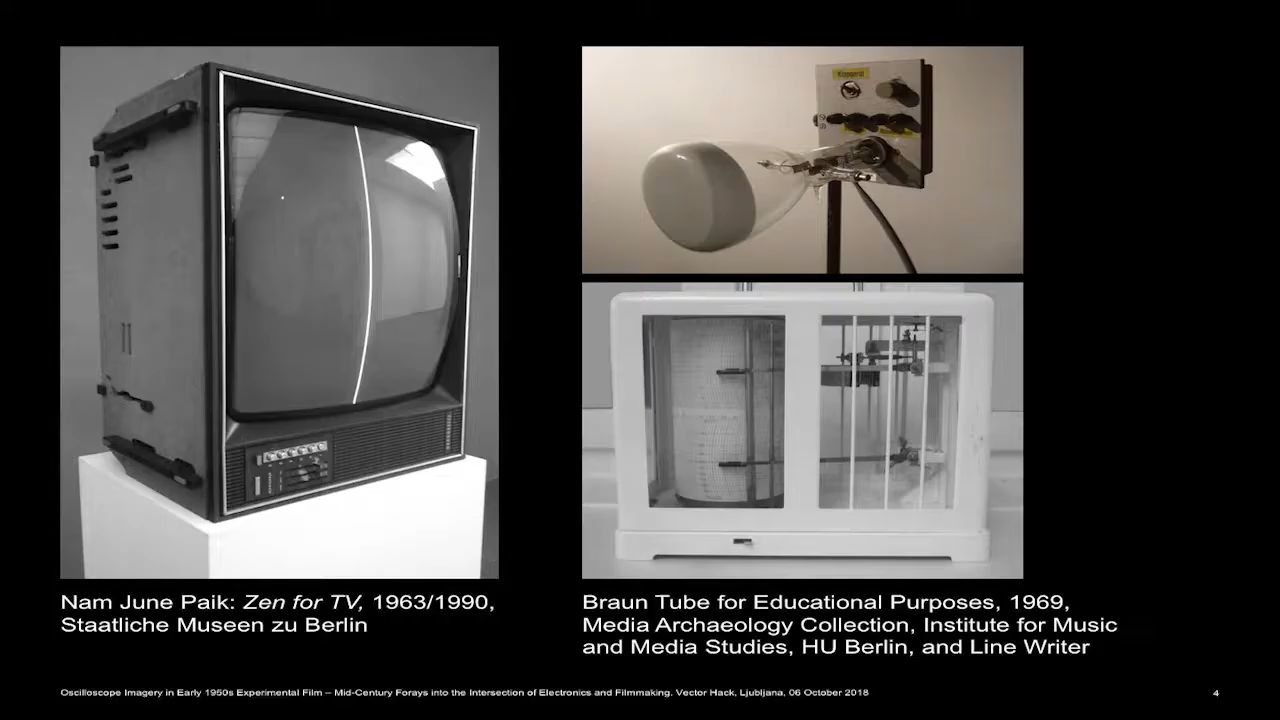 Nam June Paik: Zen for TV, 1963/1990,
Staatliche Museen zu Berlin
Braun Tube for Educational Purposes, 1969,
Media Archaeology Collection, Institute for Music
and Media Studies, HU Berlin, and Line Writer
Oscilloscope Imagery in Early 1950s Experimental Film – Mid-Century Forays into the Intersection of Electronics and Filmmaking. Vector Hack, Ljubljana, 06 October 2018
4